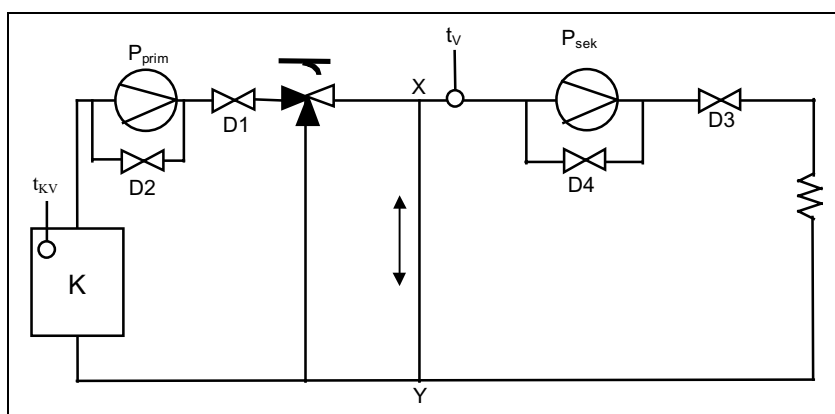 P_prim
t_V
P_sek
X
D1
D3
D2
D4
t_KV
K
Y